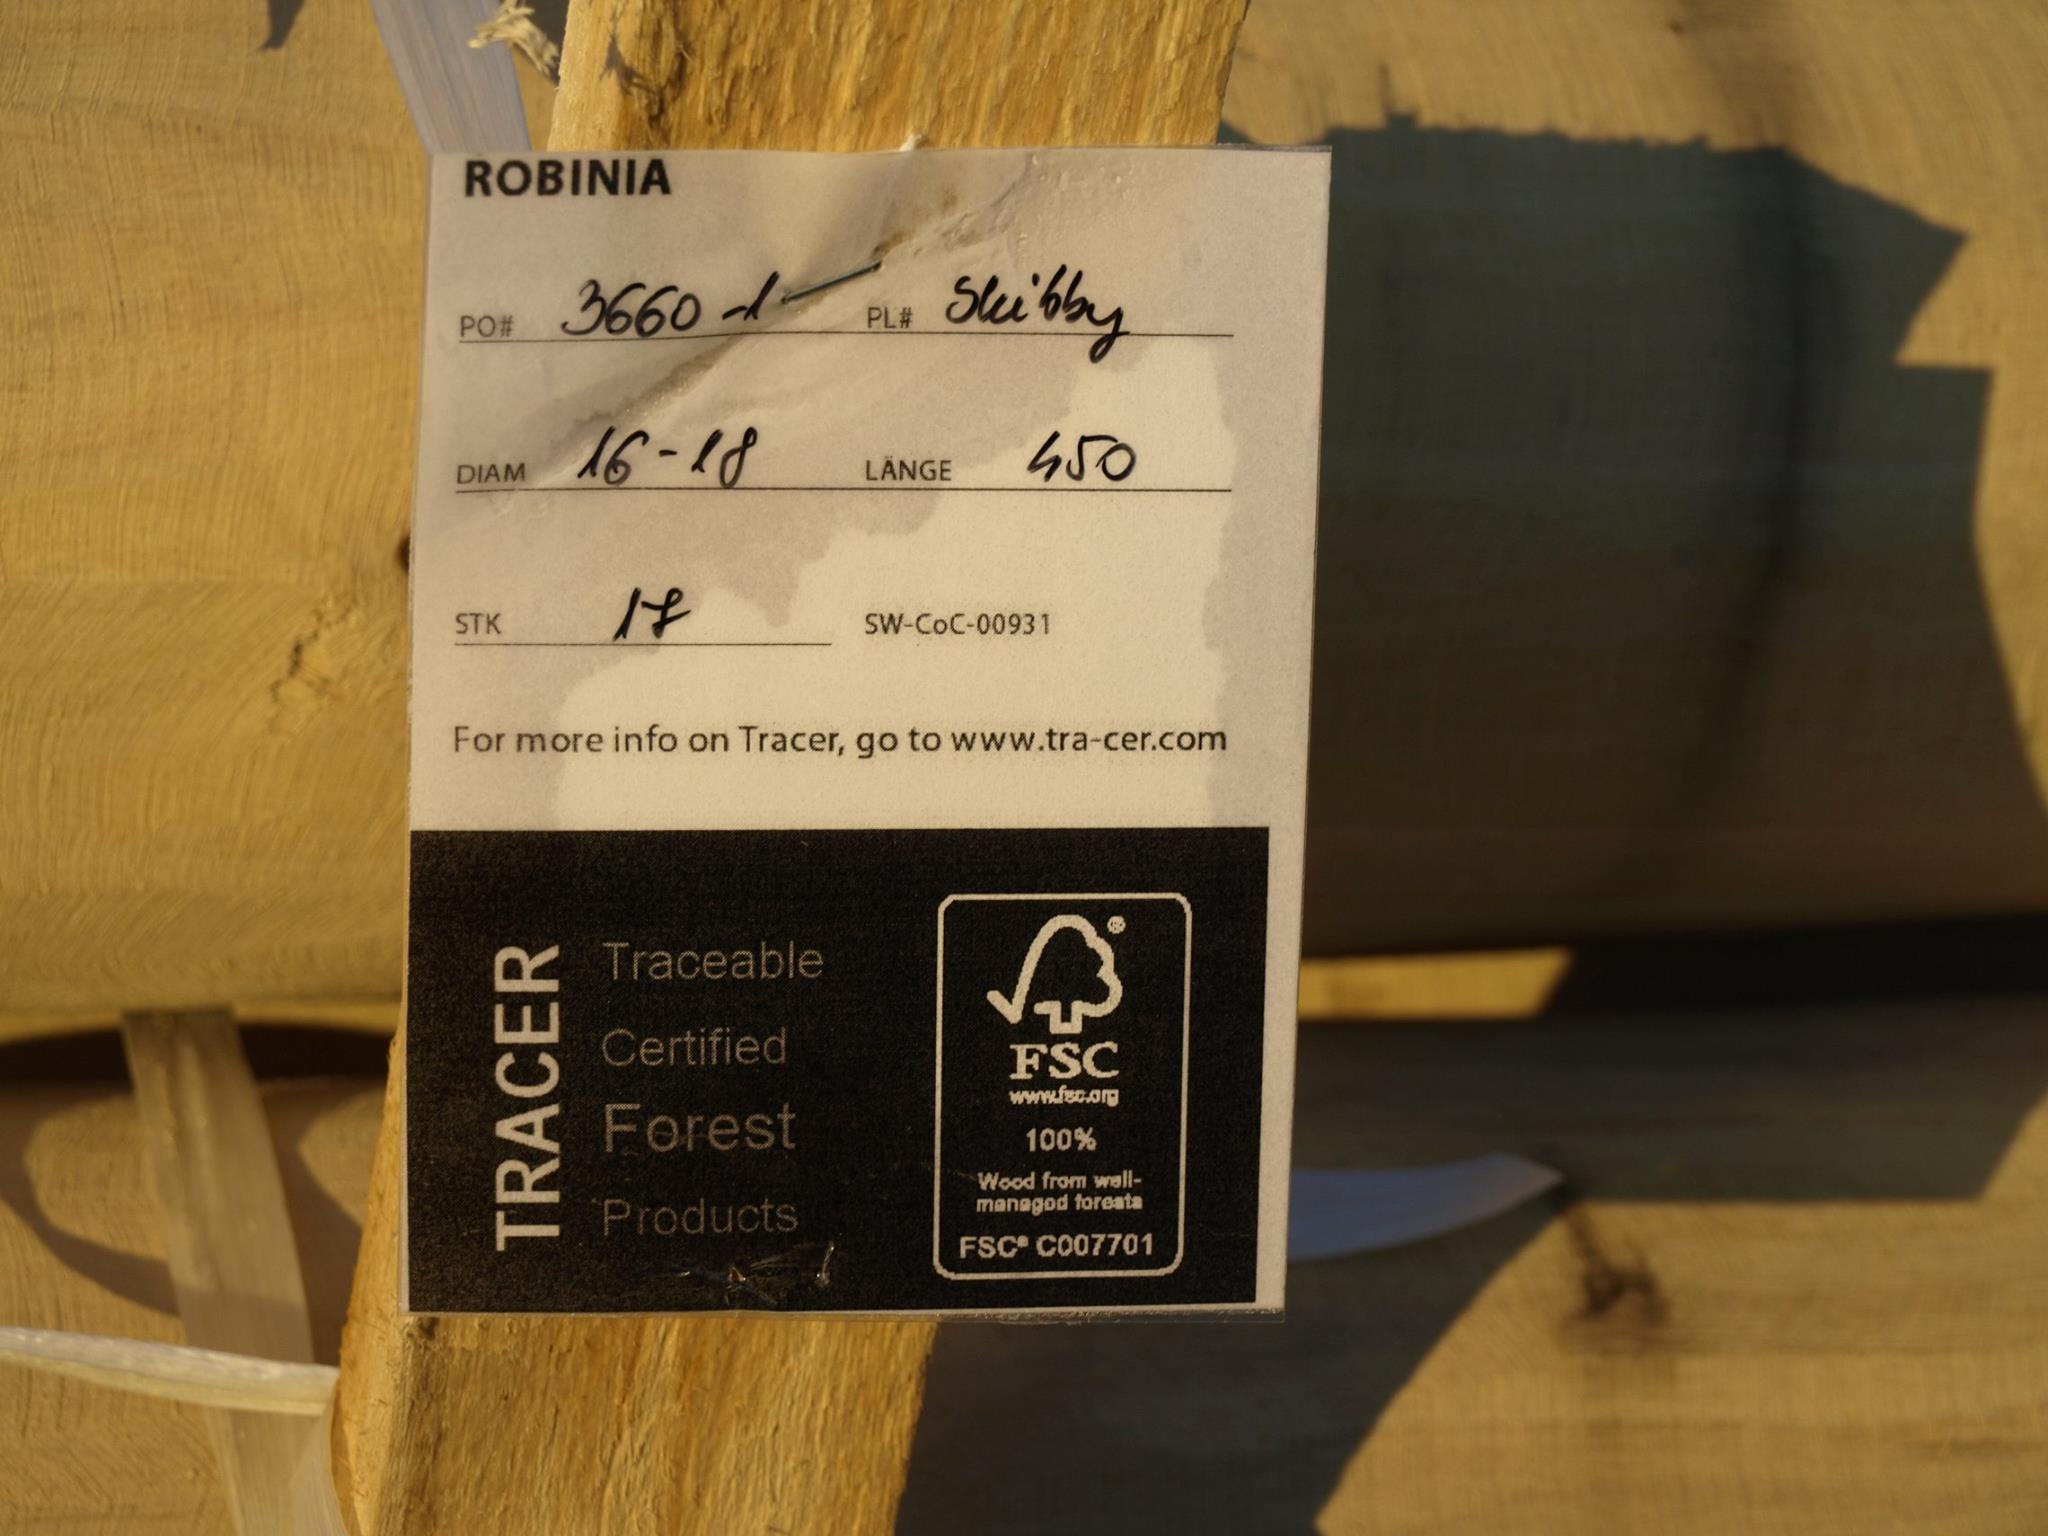 ROBINIA
PO# 3660-1 PL# Skibby
DIAM 16-18 LÄNGE 450
STK 17 SW-CoC-00931
For more info on Tracer, go to www.tra-cer.com
TRACER
Traceable
Certified
Forest
Products
®
FSC
www.fsc.org
100%
Wood from well-
managed forests
FSC® C007701